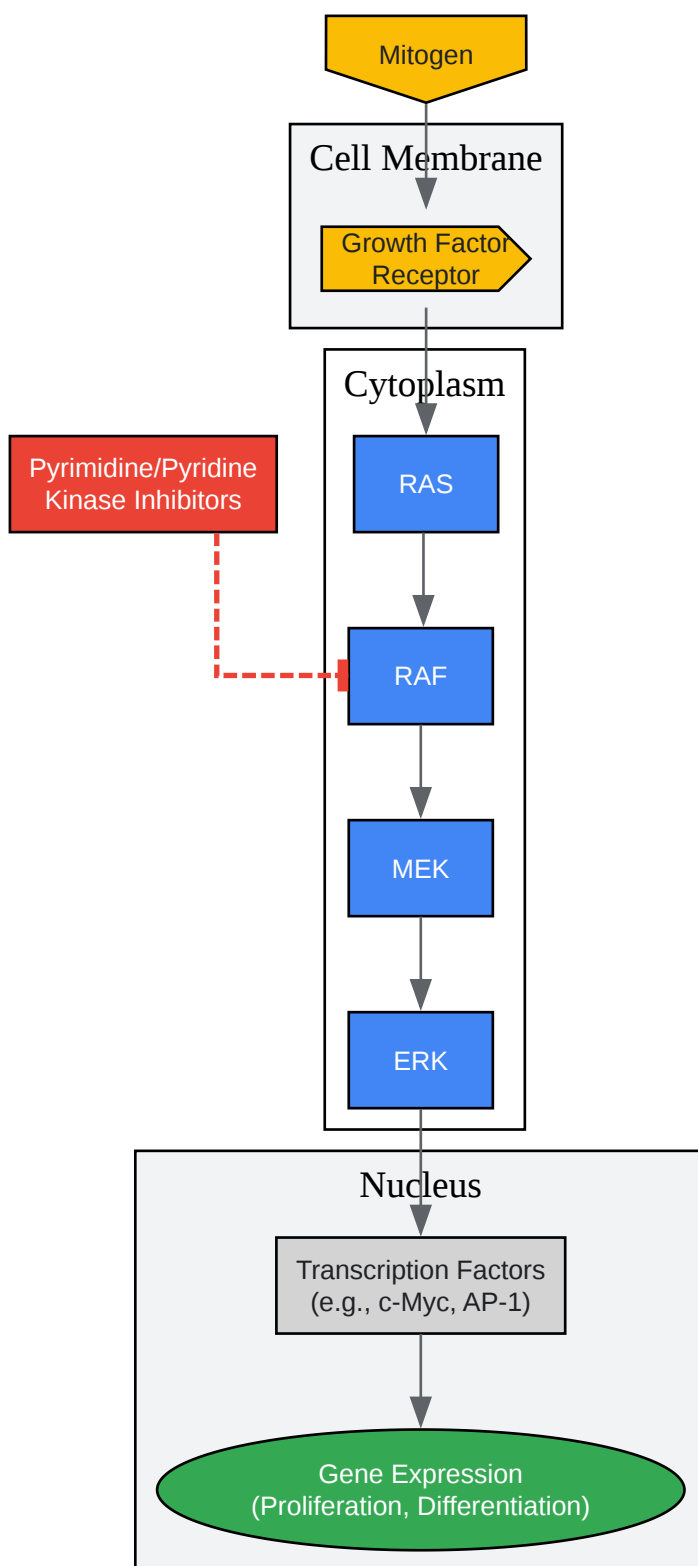 Mitogen
Cell Membrane
Growth Factor
Receptor
Cytoplasm
Pyrimidine/Pyridine
Kinase Inhibitors
RAS
RAF
MEK
ERK
Nucleus
Transcription Factors
(e.g., c-Myc, AP-1)
Gene Expression
(Proliferation, Differentiation)